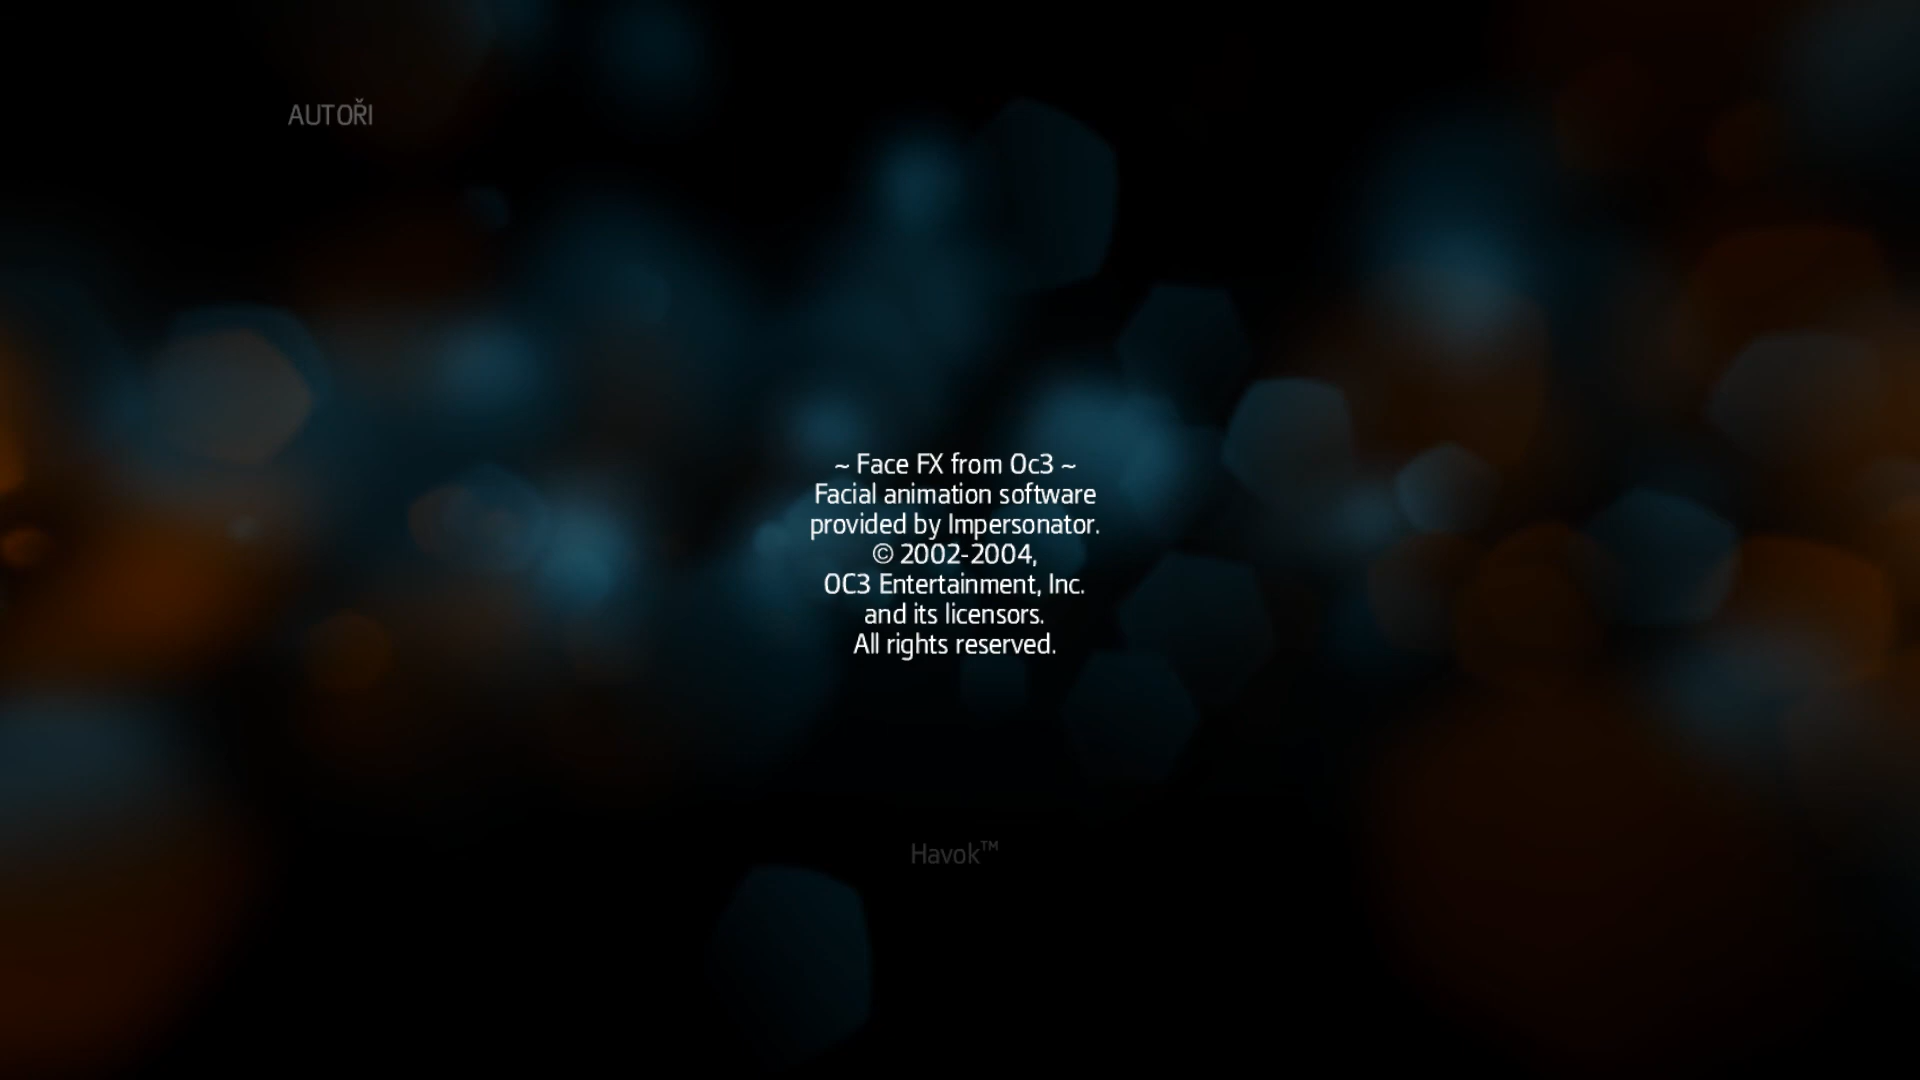 AUTOŘI
~ Face FX from Oc3 ~
Facial animation software
provided by Impersonator.
© 2002-2004,
OC3 Entertainment, Inc.
and its licensors.
All rights reserved.
Havok™